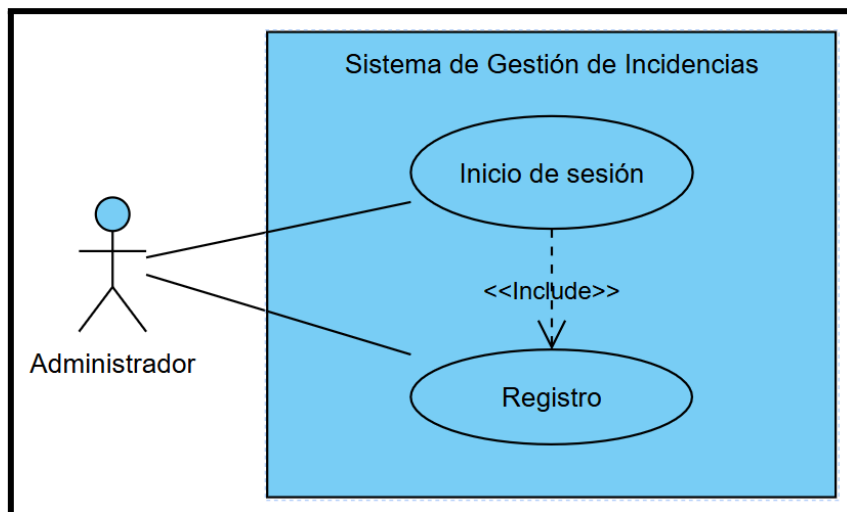 Sistema de Gestión de Incidencias
Inicio de sesión
<<Include>>
Administrador
Registro